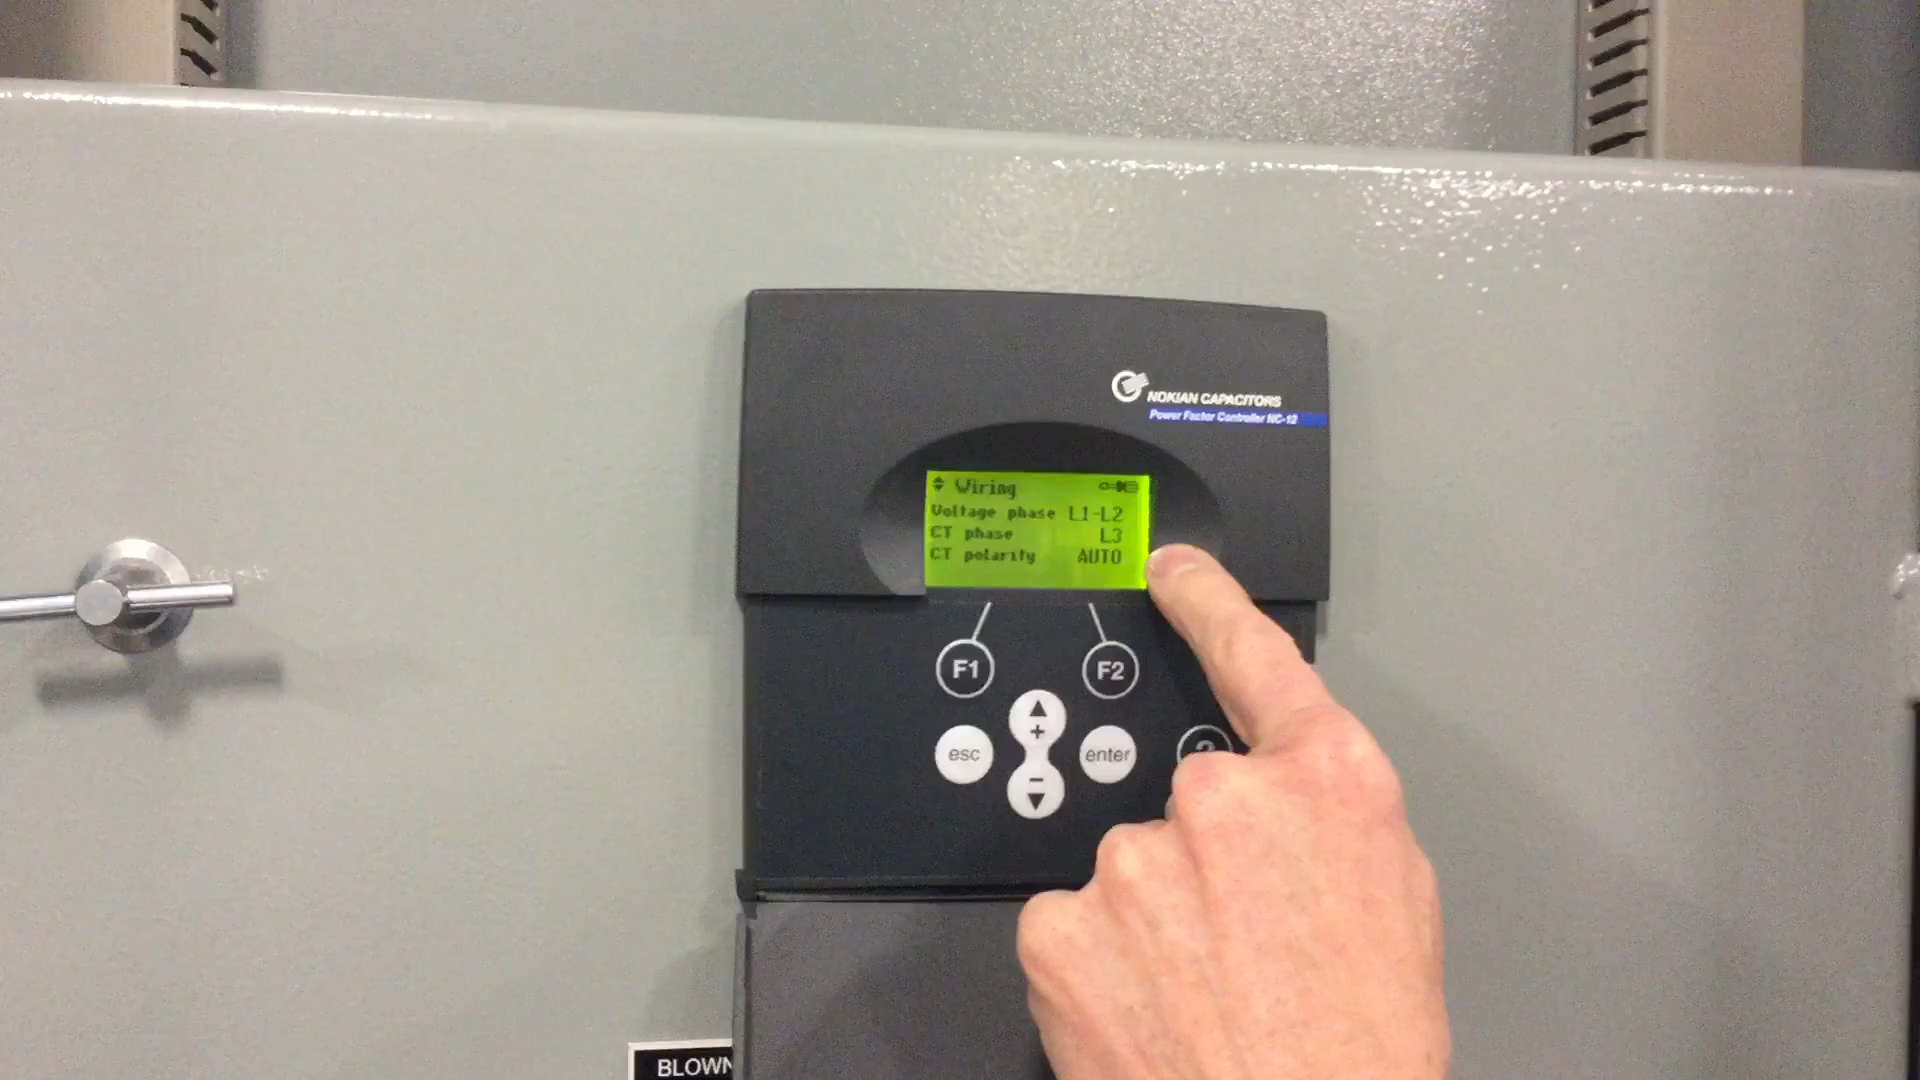 NOKIAN CAPACITORS
Power Factor Controller NC-12
Wiring
Voltage phase L1-L2
CT phase L3
CT polarity AUTO
F1 F2
+
esc enter ?
-
BLOWN